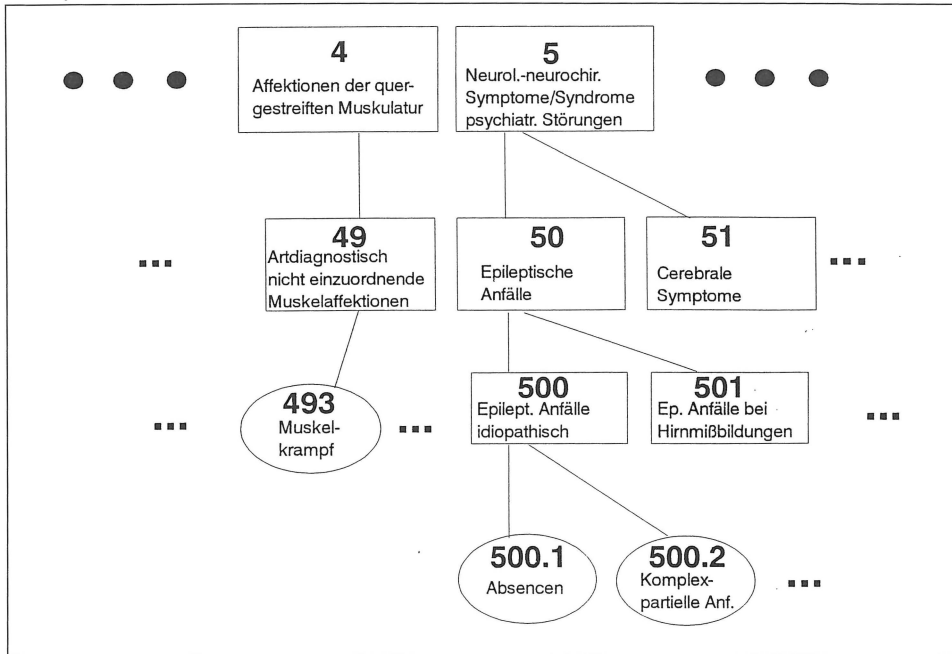 4
Affektionen der quer-
gestreiften Muskulatur
5
Neurol.-neurochir.
Symptome/Syndrome
psychiatr. Störungen
49
Artdiagnostisch
nicht einzuordnende
Muskelaffektionen
50
Epileptische
Anfälle
51
Cerebrale
Symptome
493
Muskel-
krampf
500
Epilept. Anfälle
idiopathisch
501
Ep. Anfälle bei
Hirnmißbildungen
500.1
Absencen
500.2
Komplex-
partielle Anf.